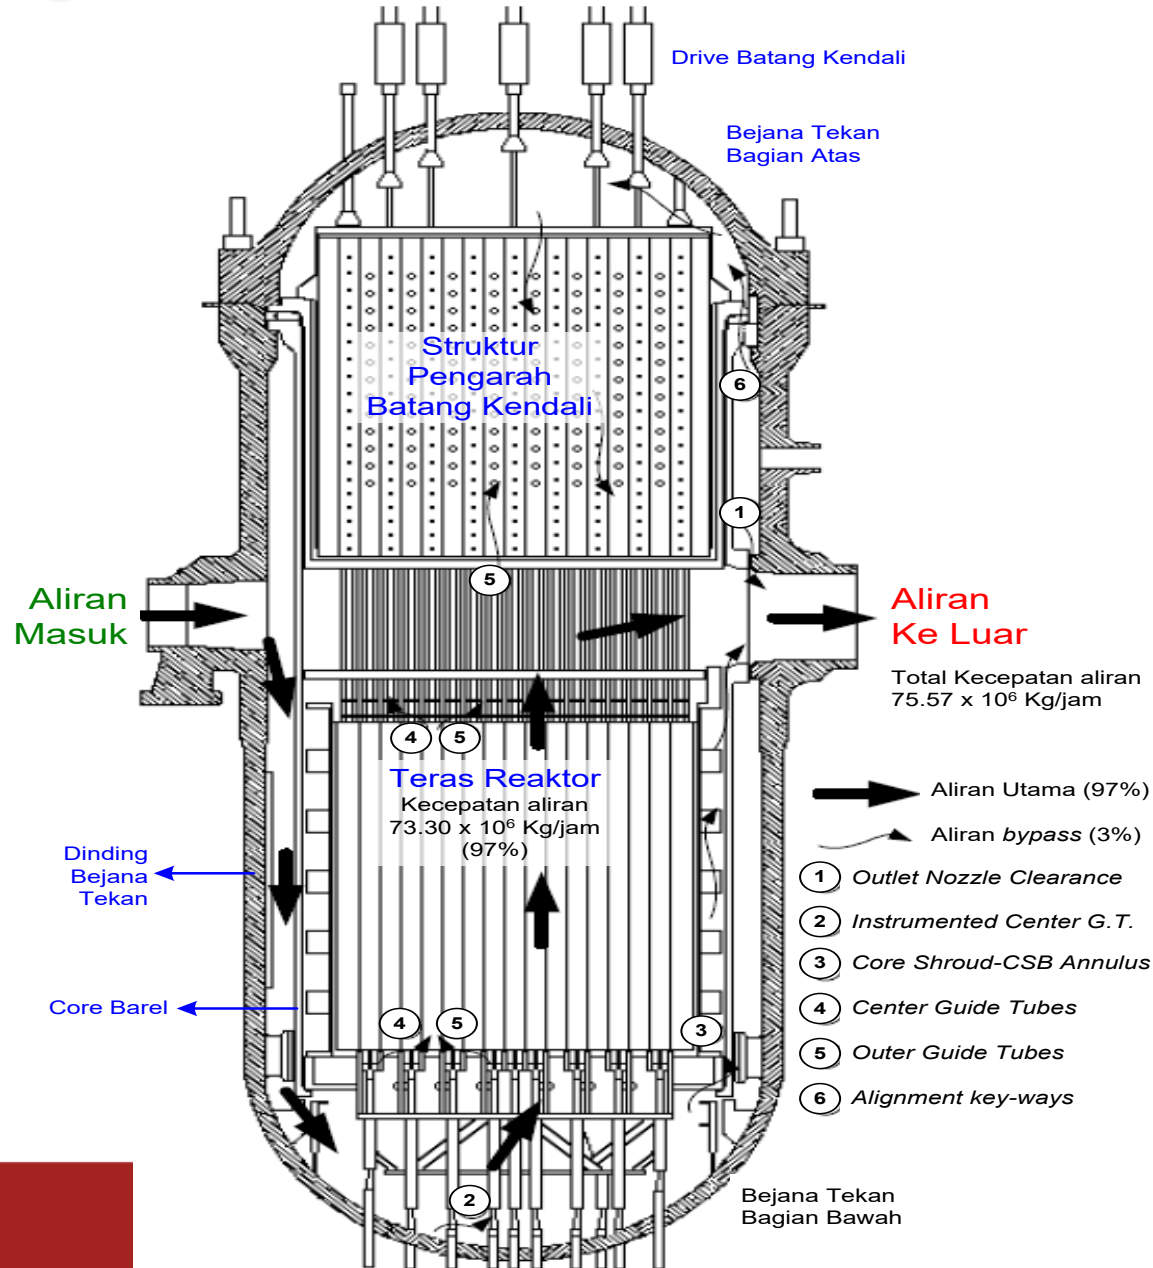 Drive Batang Kendali
Bejana Tekan
Bagian Atas
Struktur
Pengarah
Batang Kendali
6
1
5
Aliran
Masuk
Aliran
Ke Luar
Total Kecepatan aliran
75.57 x 10⁶ Kg/jam
4
5
Teras Reaktor
Kecepatan aliran
73.30 x 10⁶ Kg/jam
(97%)
Aliran Utama (97%)
Aliran bypass (3%)
Dinding
Bejana
Tekan
1 Outlet Nozzle Clearance
2 Instrumented Center G.T.
3 Core Shroud-CSB Annulus
Core Barel
4 Center Guide Tubes
5 Outer Guide Tubes
6 Alignment key-ways
4
5
3
2
Bejana Tekan
Bagian Bawah